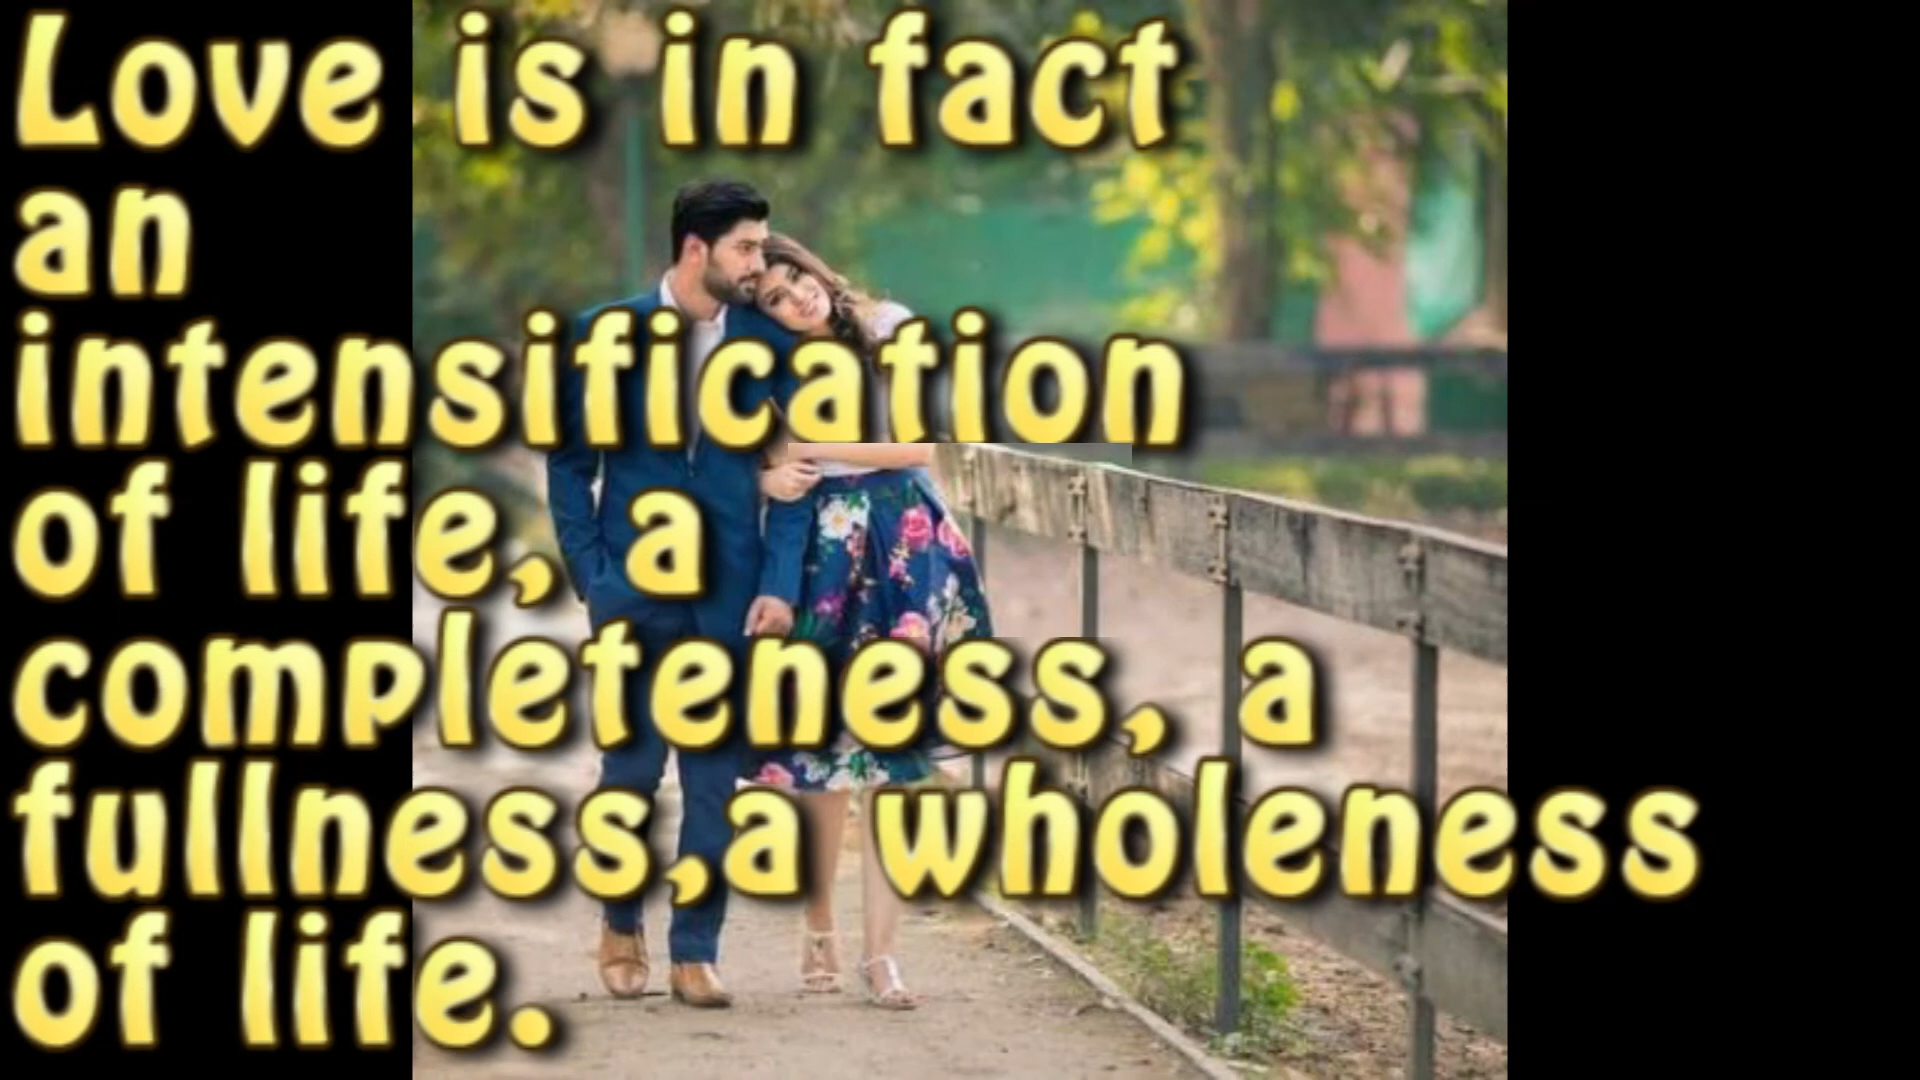 Love is in fact
an
intensification
of life, a
completeness, a
fullness,a wholeness
of life.